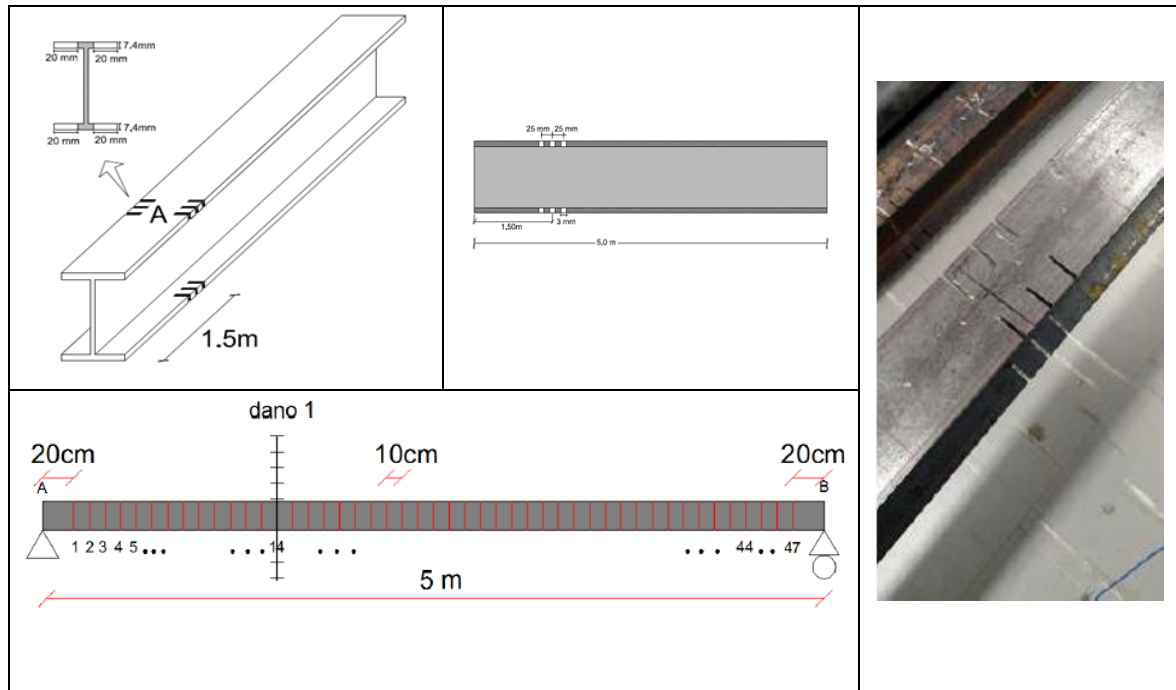 7.4mm
20 mm 20 mm
7.4mm
20 mm 20 mm
A
1.5m
25 mm 25 mm
1,50m
3 mm
5.0 m
dano 1
20cm 10cm 20cm
A B
1 2 3 4 5 ... ... 14 ... ... 44 .. 47
5 m